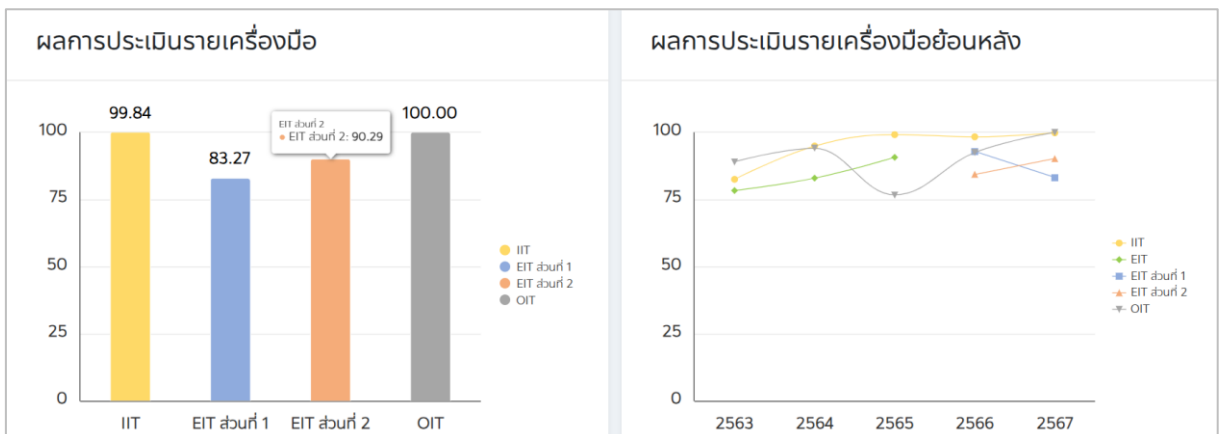 ผลการประเมินรายเครื่องมือ
99.84
83.27
100.00
EIT ส่วนที่ 2
EIT ส่วนที่ 2: 90.29
100
75
50
25
0
IIT
EIT ส่วนที่ 1
EIT ส่วนที่ 2
OIT
IIT
EIT ส่วนที่ 1
EIT ส่วนที่ 2
OIT
ผลการประเมินรายเครื่องมือย้อนหลัง
100
75
50
25
0
2563
2564
2565
2566
2567
IIT
EIT
EIT ส่วนที่ 1
EIT ส่วนที่ 2
OIT